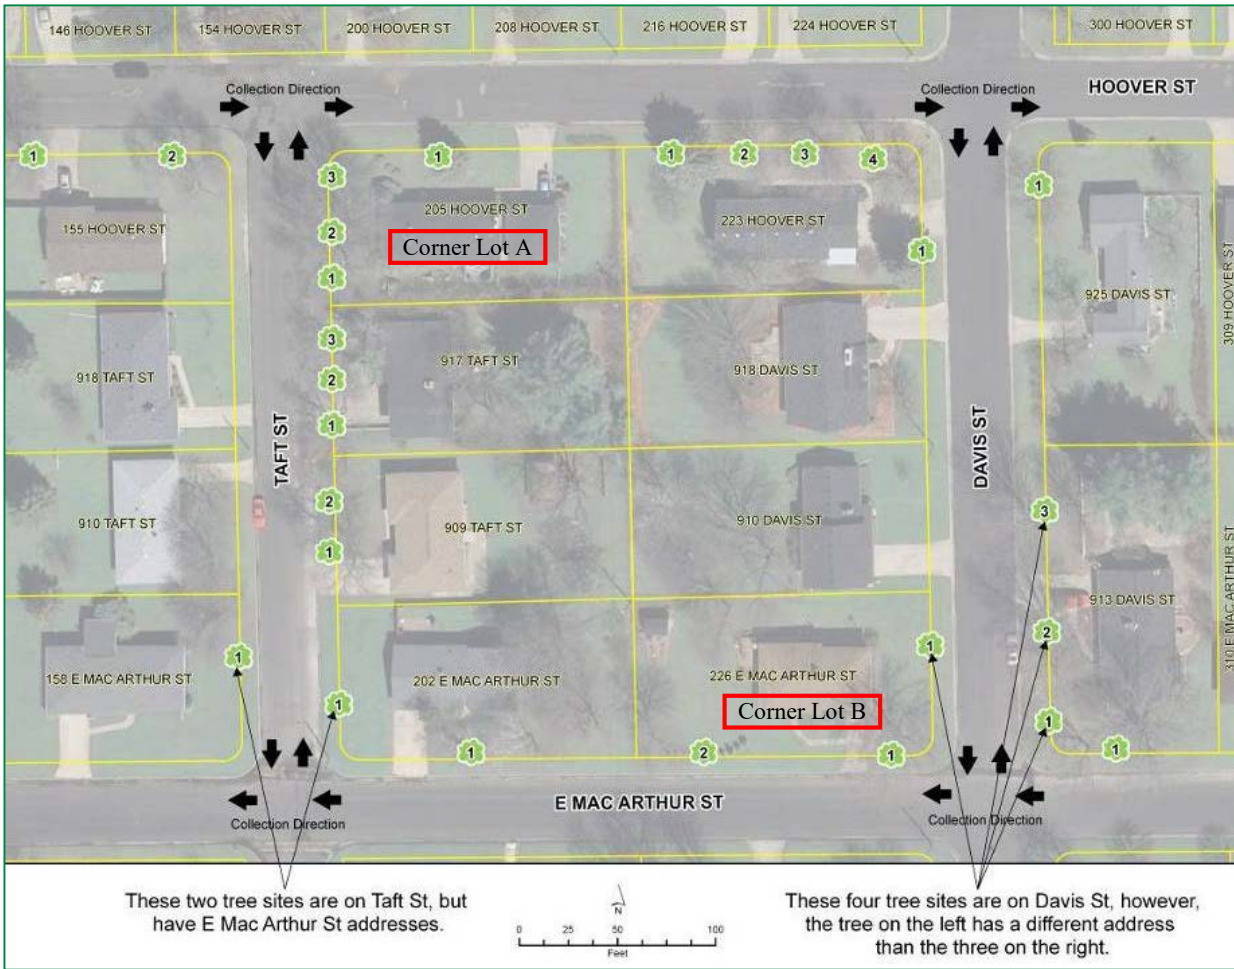 146 HOOVER ST
154 HOOVER ST
200 HOOVER ST
208 HOOVER ST
216 HOOVER ST
224 HOOVER ST
300 HOOVER ST
Collection Direction
Collection Direction
HOOVER ST
1
2
1
1
2
3
4
3
1
205 HOOVER ST
155 HOOVER ST
2
223 HOOVER ST
Corner Lot A
1
1
925 DAVIS ST
309 HOOVER ST
3
917 TAFT ST
918 TAFT ST
2
918 DAVIS ST
1
TAFT ST
DAVIS ST
2
3
910 TAFT ST
909 TAFT ST
910 DAVIS ST
1
913 DAVIS ST
310 E MAC ARTHUR ST
2
1
1
158 E MAC ARTHUR ST
202 E MAC ARTHUR ST
226 E MAC ARTHUR ST
1
Corner Lot B
1
1
2
1
1
E MAC ARTHUR ST
Collection Direction
Collection Direction
These two tree sites are on Taft St, but
have E Mac Arthur St addresses.
N
0 25 50 100
Feet
These four tree sites are on Davis St, however,
the tree on the left has a different address
than the three on the right.